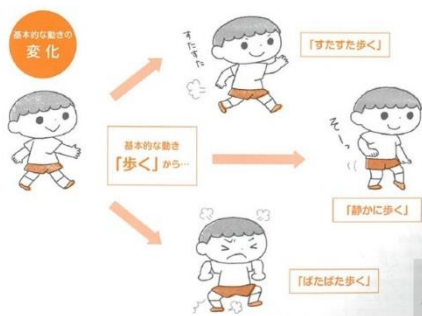 基本的な動きの
変化
すたすた
「すたすた歩く」
基本的な動き
「歩く」から…
そーっ
「静かに歩く」
「ばたばた歩く」